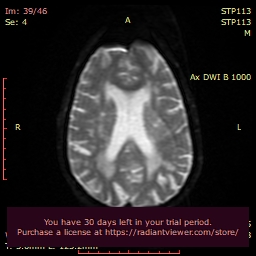 Im: 39/46
Se: 4
A
STP113
STP113
M
Ax DWI B 1000
R
L
You have 30 days left in your trial period.
Purchase a license at https://radiantviewer.com/store/